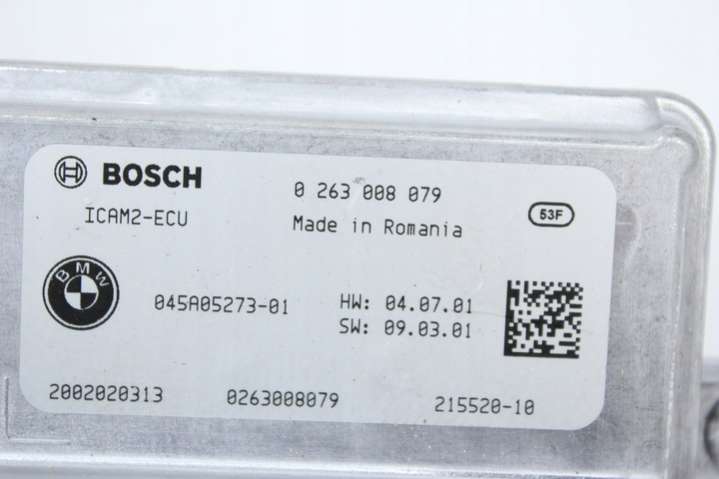 BOSCH
0 263 008 079
ICAM2-ECU
Made in Romania
53F
BMW
045A05273-01
HW: 04.07.01
SW: 09.03.01
2002020313
0263008079
215520-10